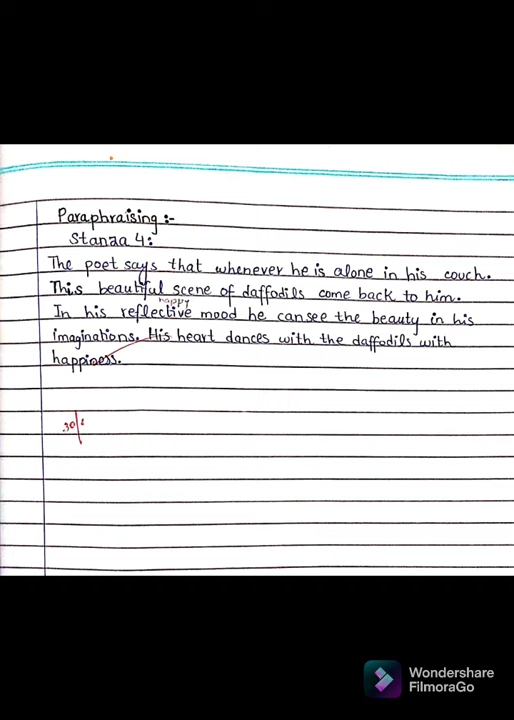 Paraphraising :-
Stanza 4:
The poet says that whenever he is alone in his couch.
This beautiful scene of daffodils come back to him.
happy
In his reflective mood he can see the beauty in his
imaginations. His heart dances with the daffodils with
happiness.
30/
Wondershare
FilmoraGo